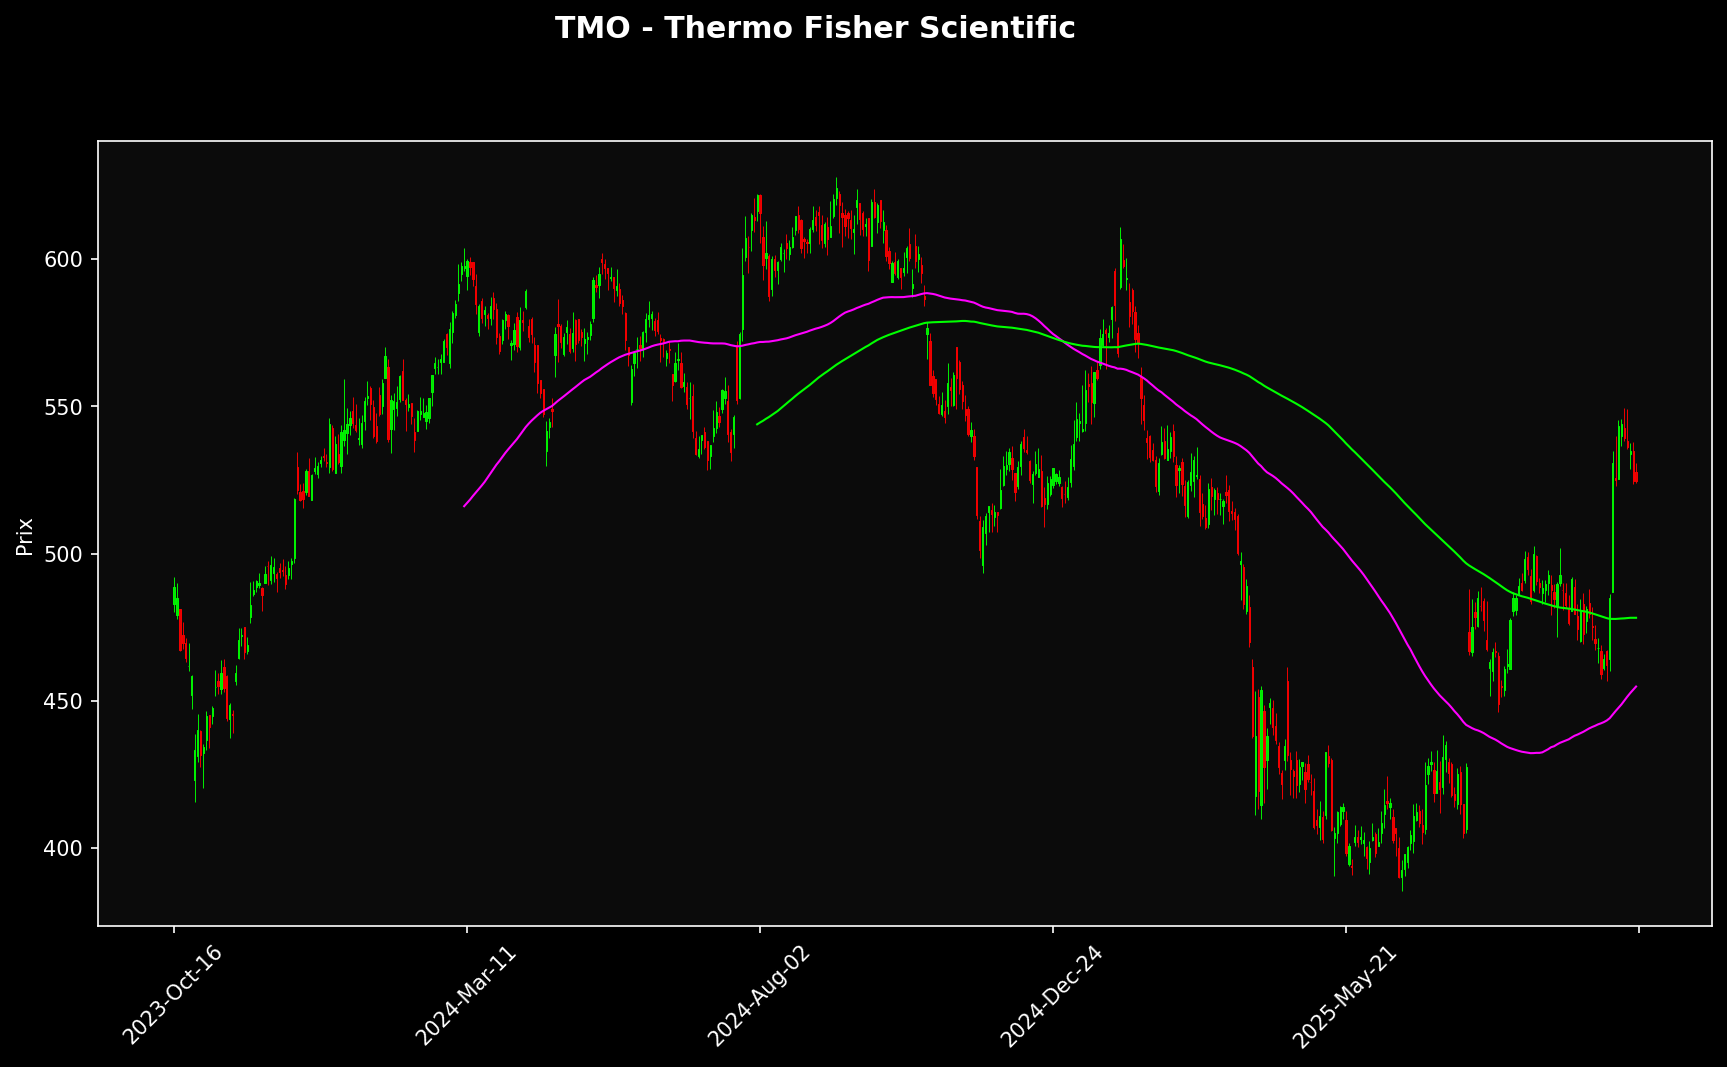 TMO - Thermo Fisher Scientific
Prix
600
550
500
450
400
2023-Oct-16
2024-Mar-11
2024-Aug-02
2024-Dec-24
2025-May-21